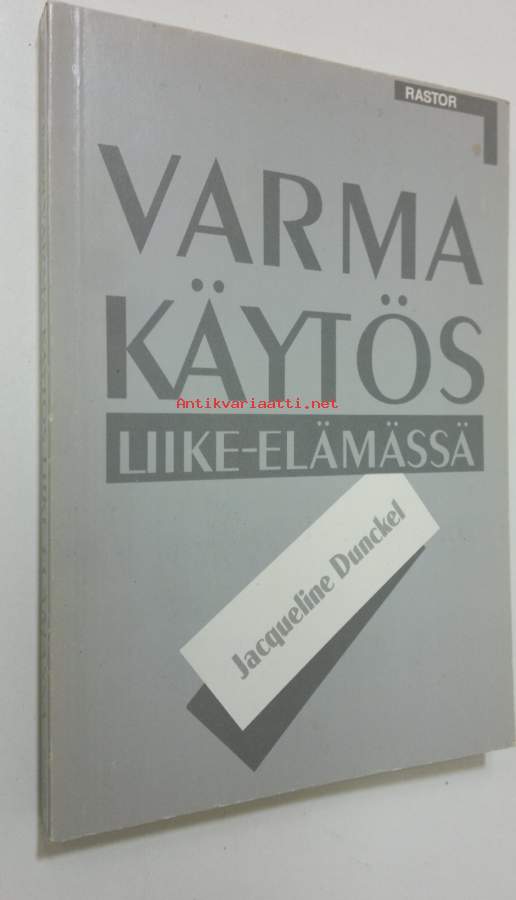 RASTOR
VARMA
KÄYTÖS
Antikvariaatti.net
LIIKE-ELÄMÄSSÄ
Jacqueline Dunckel